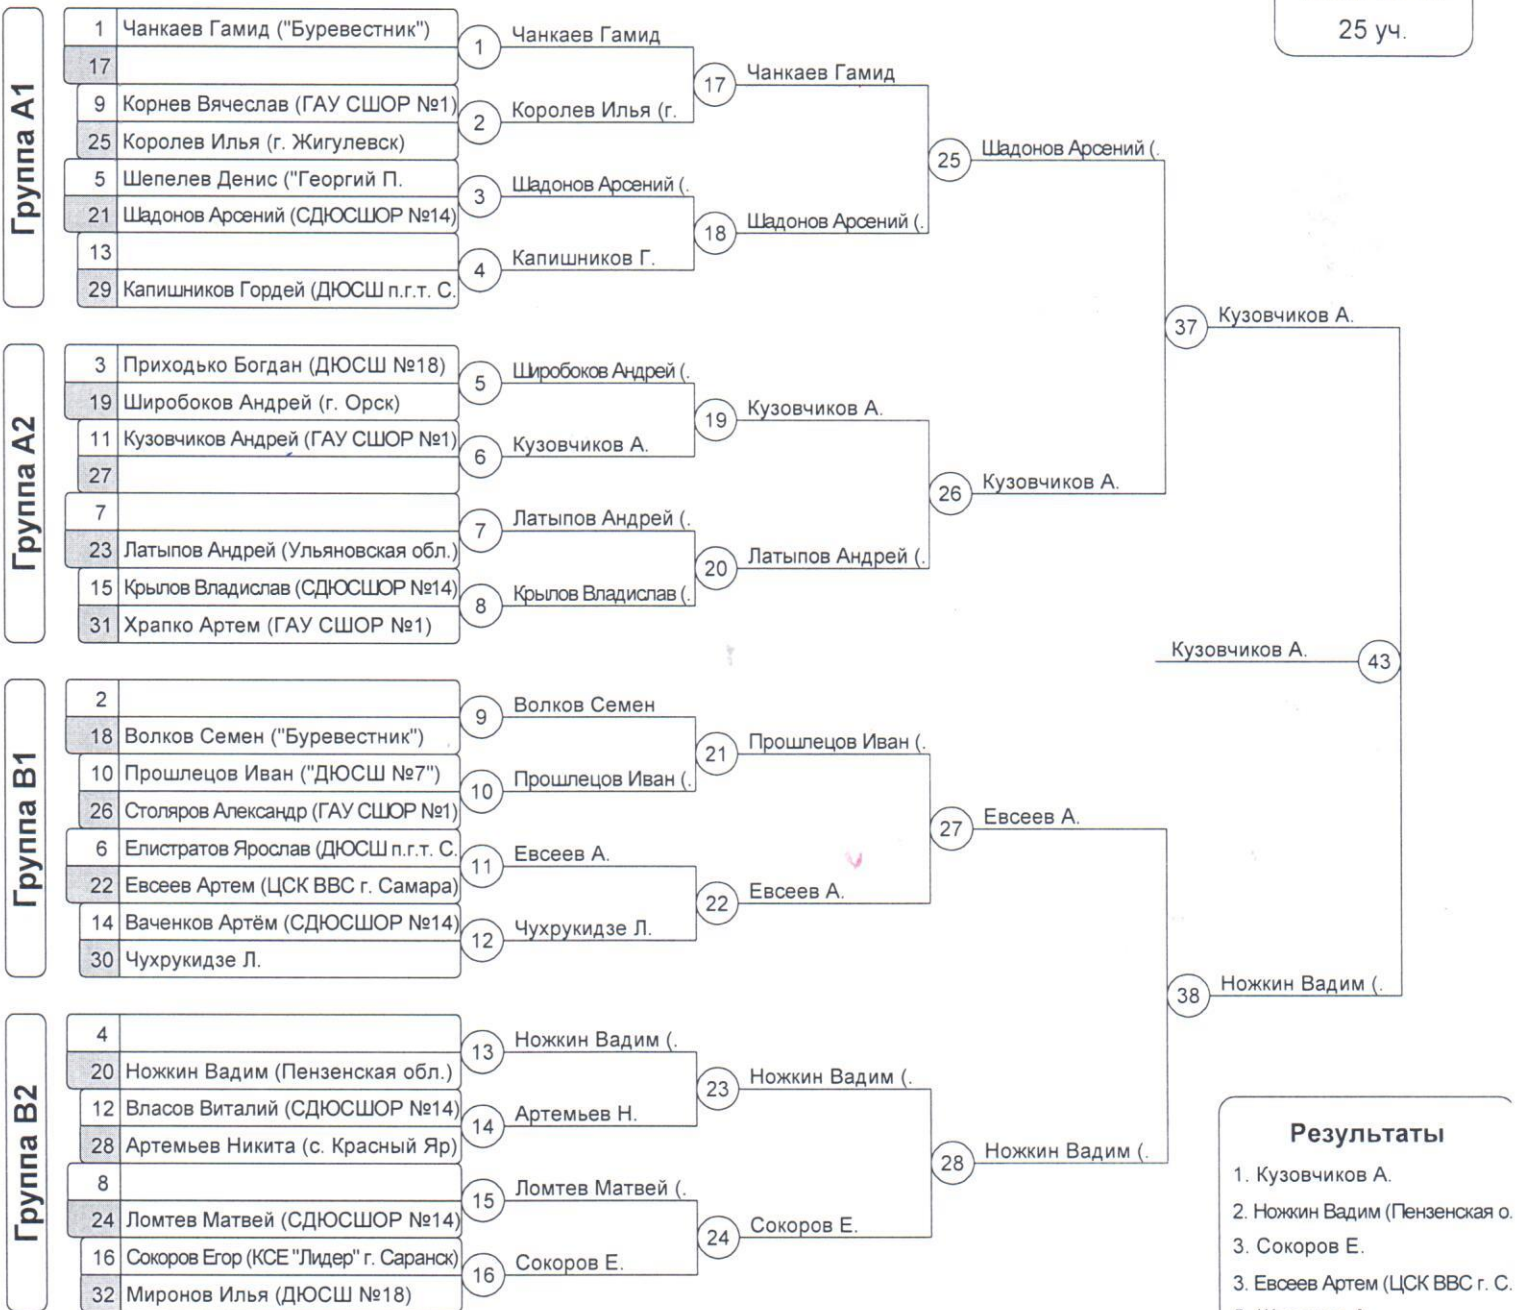 25 уч.
Группа А1
1 Чанкаев Гамид ("Буревестник")
17
9 Корнев Вячеслав (ГАУ СШОР №1)
25 Королев Илья (г. Жигулевск)
5 Шепелев Денис ("Георгий П.
21 Шадонов Арсений (СДЮСШОР №14)
13
29 Капишников Гордей (ДЮСШ п.г.т. С.
1 Чанкаев Гамид
2 Королев Илья (г.
3 Шадонов Арсений (.
4 Капишников Г.
17 Чанкаев Гамид
18 Шадонов Арсений (.
25 Шадонов Арсений (.
Группа А2
3 Приходько Богдан (ДЮСШ №18)
19 Широбоков Андрей (г. Орск)
11 Кузовчиков Андрей (ГАУ СШОР №1)
27
7
23 Латыпов Андрей (Ульяновская обл.)
15 Крылов Владислав (СДЮСШОР №14)
31 Храпко Артем (ГАУ СШОР №1)
5 Широбоков Андрей (.
6 Кузовчиков А.
7 Латыпов Андрей (.
8 Крылов Владислав (.
19 Кузовчиков А.
20 Латыпов Андрей (.
26 Кузовчиков А.
37 Кузовчиков А.
Кузовчиков А. 43
Группа В1
2
18 Волков Семен ("Буревестник")
10 Прошлецов Иван ("ДЮСШ №7")
26 Столяров Александр (ГАУ СШОР №1)
6 Елистратов Ярослав (ДЮСШ п.г.т. С.
22 Евсеев Артем (ЦСК ВВС г. Самара)
14 Ваченков Артём (СДЮСШОР №14)
30 Чухрукидзе Л.
9 Волков Семен
10 Прошлецов Иван (.
11 Евсеев А.
12 Чухрукидзе Л.
21 Прошлецов Иван (.
22 Евсеев А.
27 Евсеев А.
38 Ножкин Вадим (.
Группа В2
4
20 Ножкин Вадим (Пензенская обл.)
12 Власов Виталий (СДЮСШОР №14)
28 Артемьев Никита (с. Красный Яр)
8
24 Ломтев Матвей (СДЮСШОР №14)
16 Сокоров Егор (КСЕ "Лидер" г. Саранск)
32 Миронов Илья (ДЮСШ №18)
13 Ножкин Вадим (.
14 Артемьев Н.
15 Ломтев Матвей (.
16 Сокоров Е.
23 Ножкин Вадим (.
24 Сокоров Е.
28 Ножкин Вадим (.
Результаты
1. Кузовчиков А.
2. Ножкин Вадим (Пензенская о.
3. Сокоров Е.
3. Евсеев Артем (ЦСК ВВС г. С.